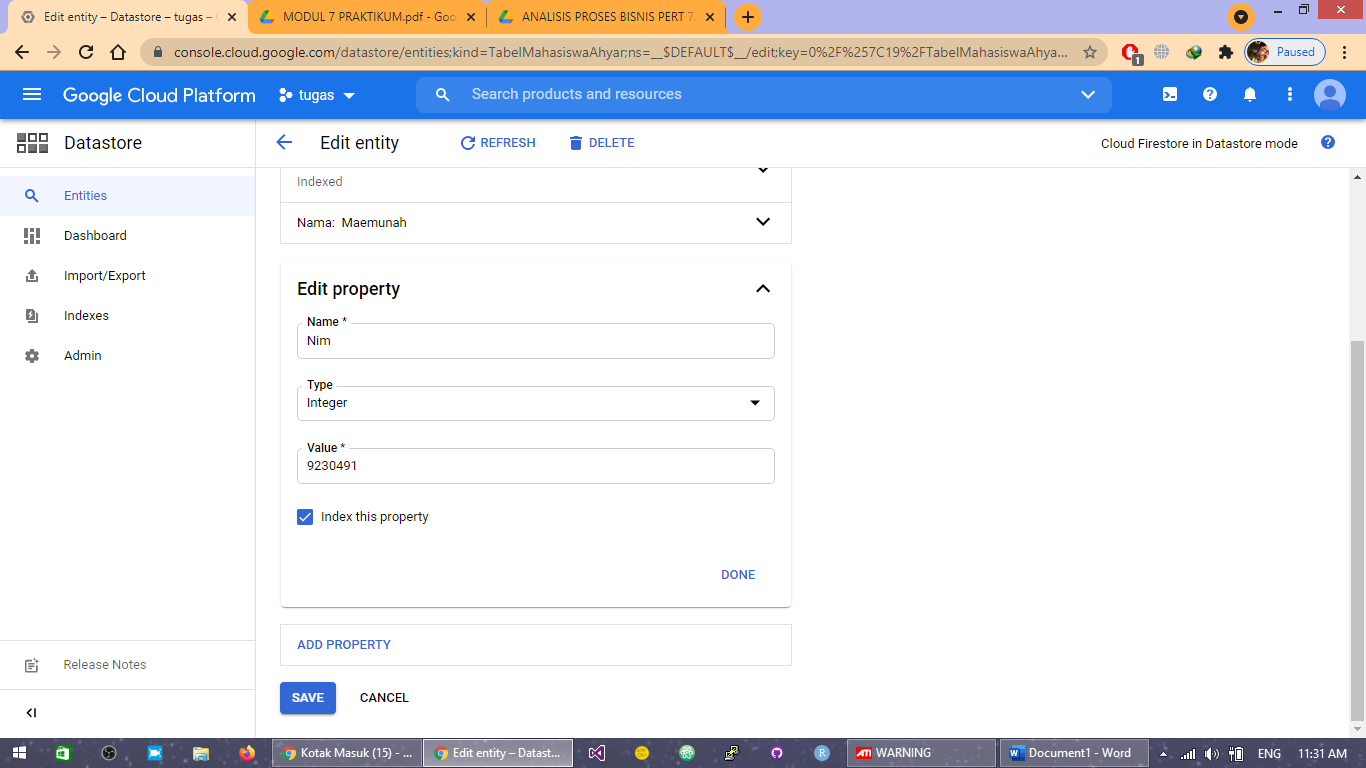 Edit entity – Datastore – tugas –
MODUL 7 PRAKTIKUM.pdf - Goo
ANALISIS PROSES BISNIS PERT 7.
console.cloud.google.com/datastore/entities;kind=TabelMahasiswaAhyar;ns=__$DEFAULT$__/edit;key=0%2F%257C19%2FTabelMahasiswaAhya...
1
Paused
Google Cloud Platform
tugas
Search products and resources
Datastore
Edit entity
REFRESH
DELETE
Cloud Firestore in Datastore mode
Entities
Dashboard
Import/Export
Indexes
Admin
Release Notes
Indexed
Nama: Maemunah
Edit property
Name *
Nim
Type
Integer
Value *
9230491
Index this property
DONE
ADD PROPERTY
SAVE
CANCEL
Kotak Masuk (15) - ...
Edit entity – Datast...
ATI WARNING
Document1 - Word
ENG
11:31 AM